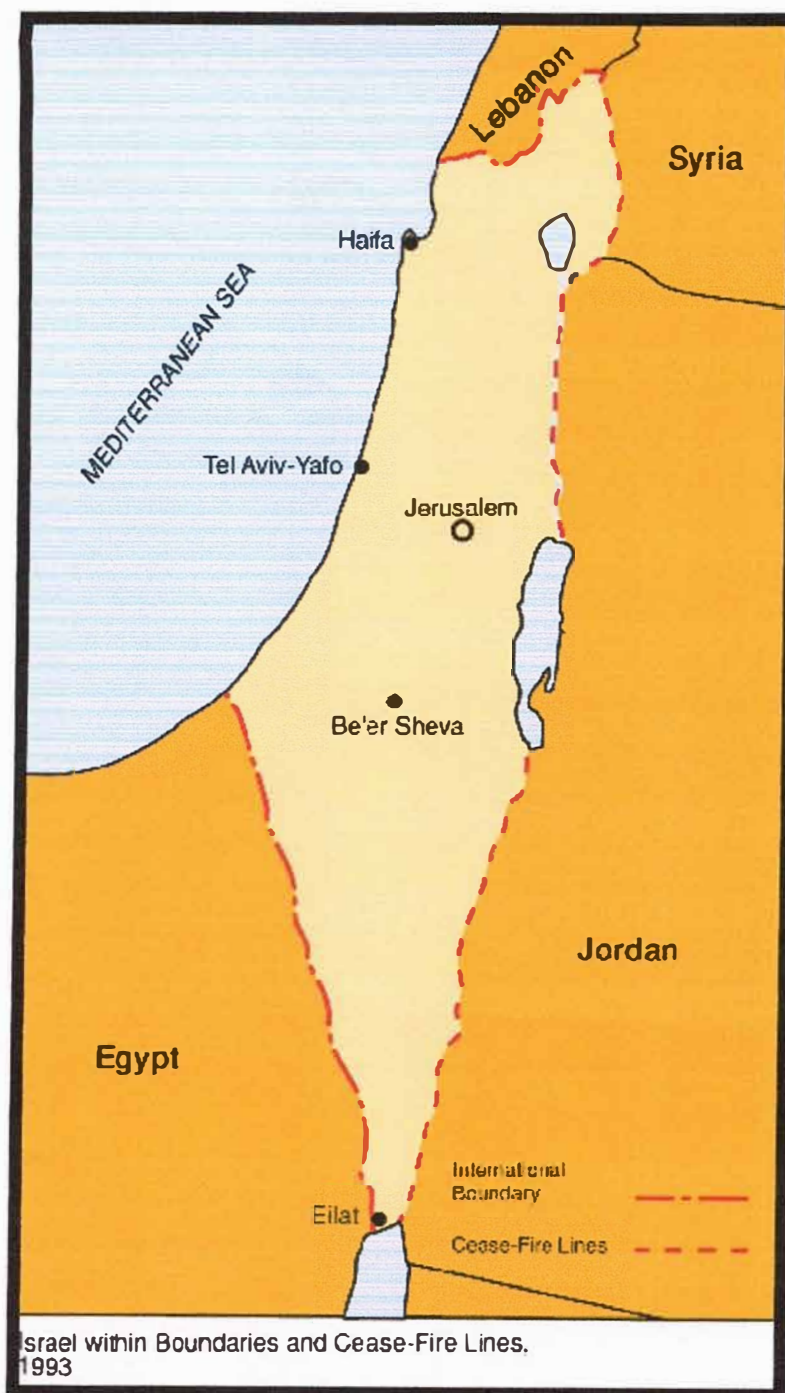 Lebanon
Syria
Haifa
MEDITERRANEAN SEA
Tel Aviv-Yafo
Jerusalem
Be'er Sheva
Jordan
Egypt
International
Boundary
Eilat
Cease-Fire Lines
Israel within Boundaries and Cease-Fire Lines,
1993